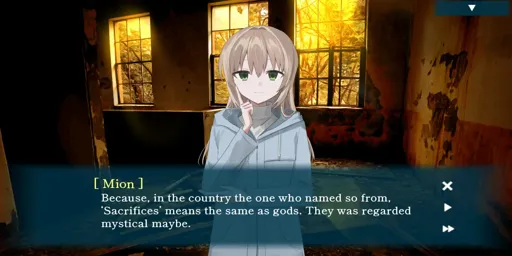 [ Mion ]
Because, in the country the one who named so from,
'Sacrifices' means the same as gods. They was regarded
mystical maybe.